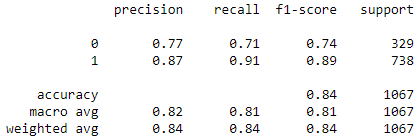 precision recall f1-score support
0 0.77 0.71 0.74 329
1 0.87 0.91 0.89 738
accuracy 0.84 1067
macro avg 0.82 0.81 0.81 1067
weighted avg 0.84 0.84 0.84 1067